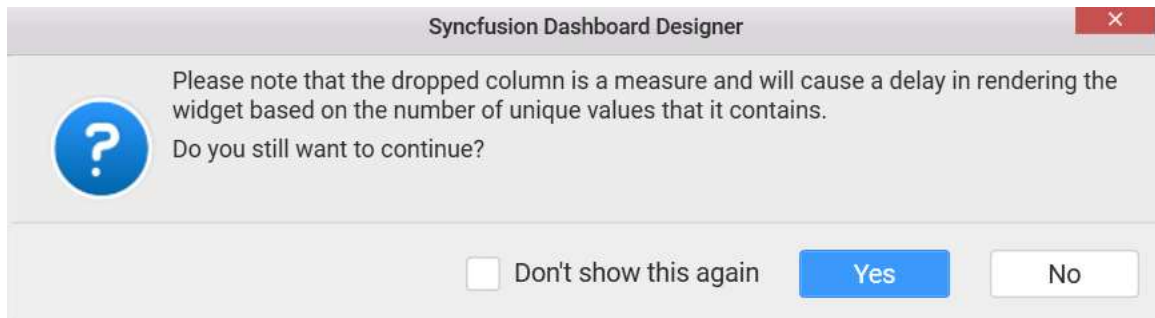 Syncfusion Dashboard Designer
Please note that the dropped column is a measure and will cause a delay in rendering the
widget based on the number of unique values that it contains.
Do you still want to continue?
Don't show this again
Yes
No